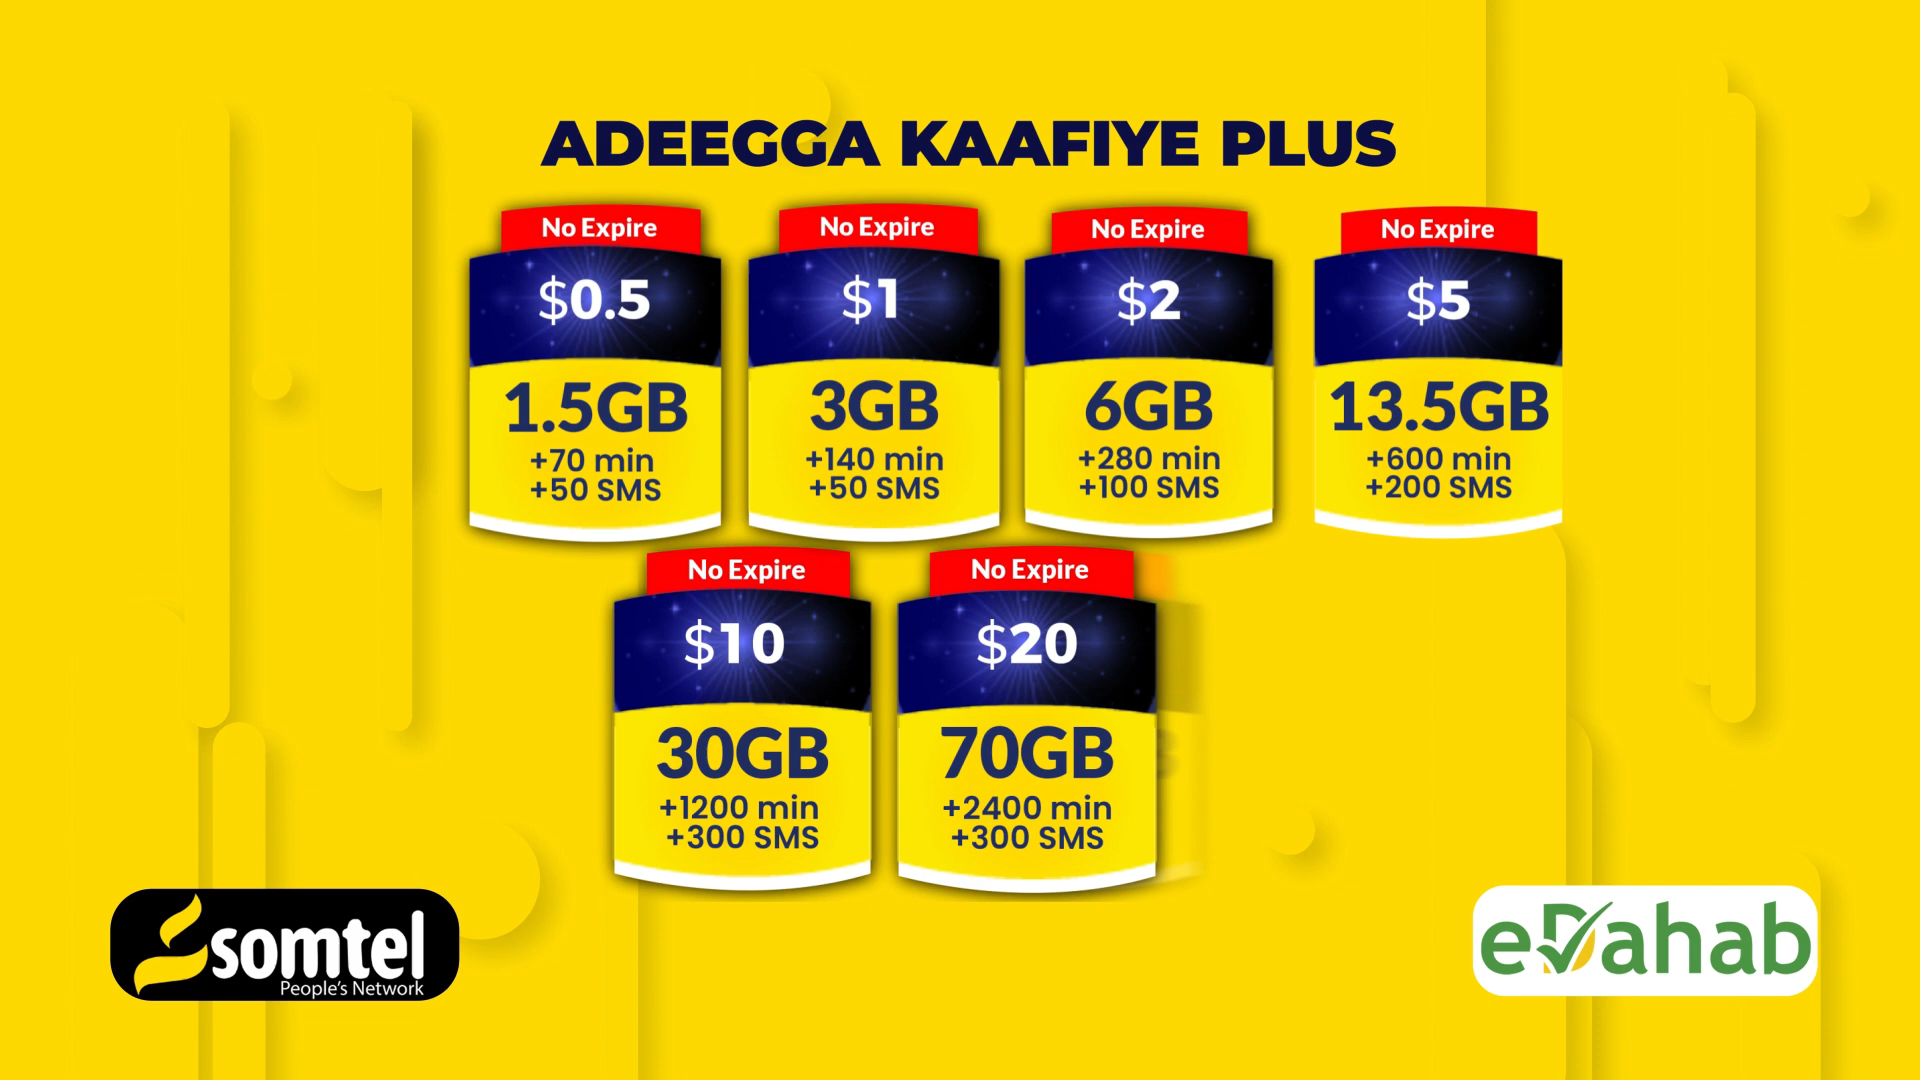 ADEEGGA KAAFIYE PLUS
No Expire
$0.5
1.5GB
+70 min
+50 SMS
No Expire
$1
3GB
+140 min
+50 SMS
No Expire
$2
6GB
+280 min
+100 SMS
No Expire
$5
13.5GB
+600 min
+200 SMS
No Expire
$10
30GB
+1200 min
+300 SMS
No Expire
$20
70GB
+2400 min
+300 SMS
somtel
People's Network
eDahab